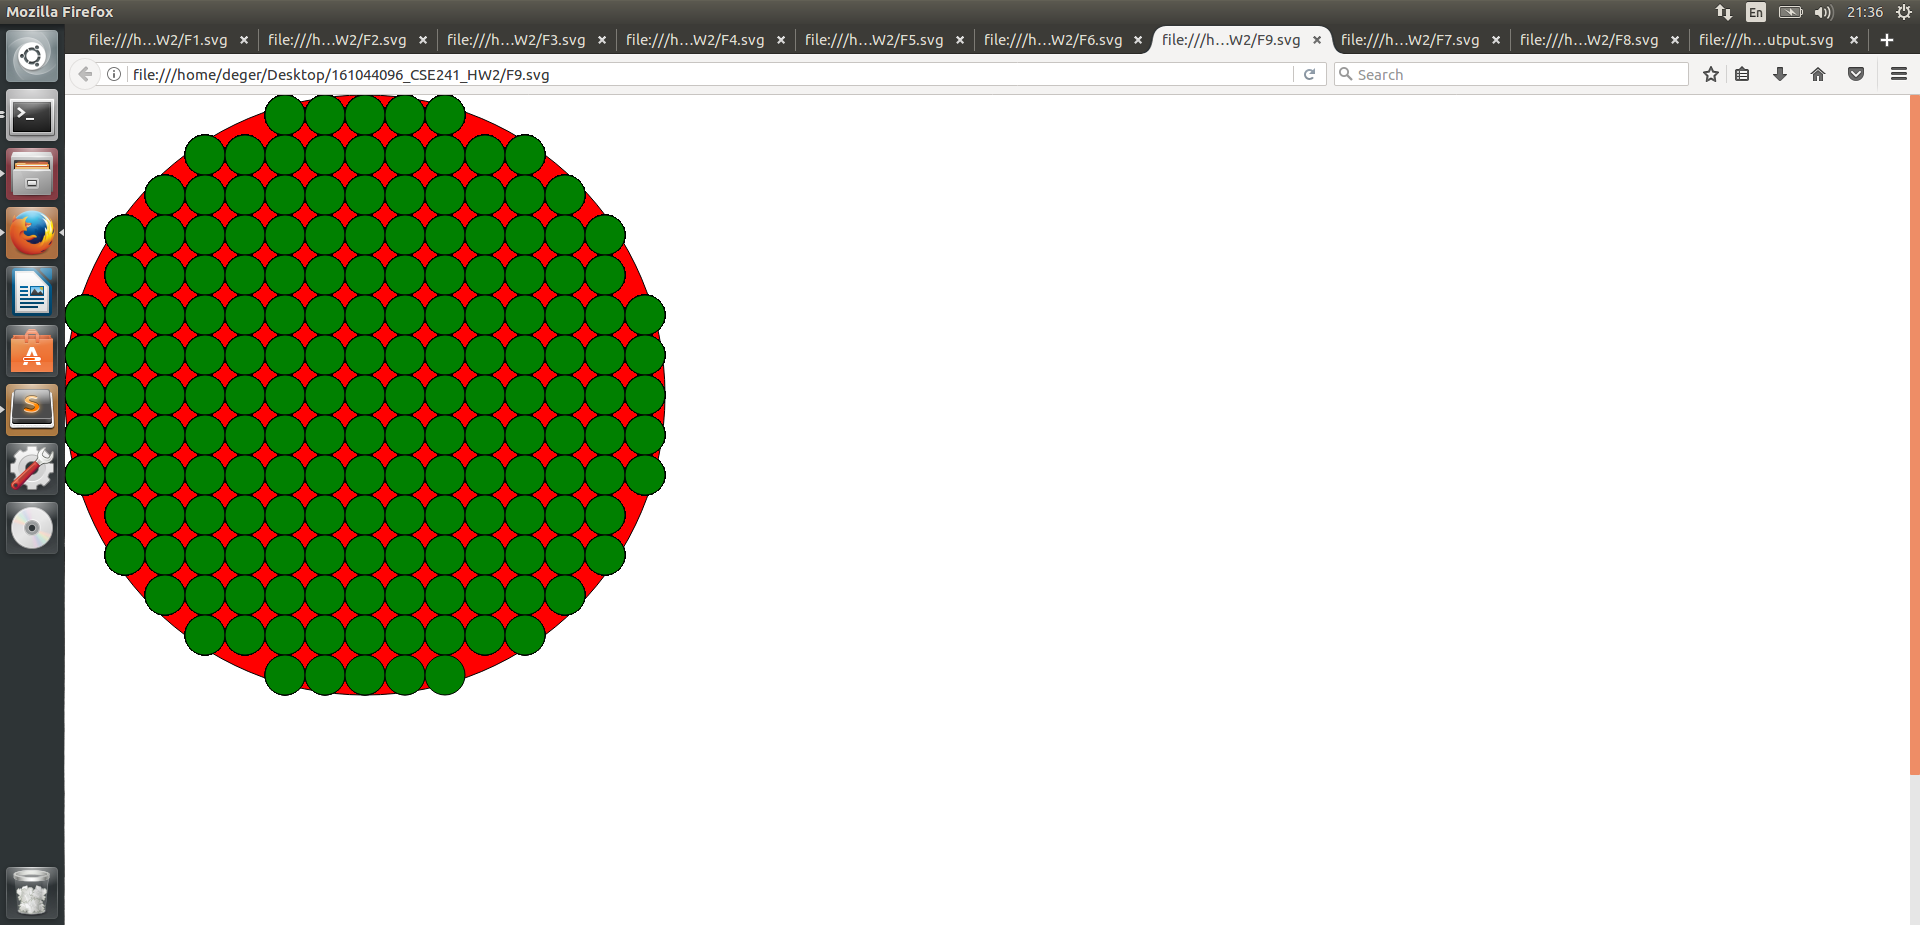 Mozilla Firefox
En
21:36
file:///h...W2/F1.svg
file:///h...W2/F2.svg
file:///h...W2/F3.svg
file:///h...W2/F4.svg
file:///h...W2/F5.svg
file:///h...W2/F6.svg
file:///h...W2/F9.svg
file:///h...W2/F7.svg
file:///h...W2/F8.svg
file:///h...utput.svg
file:///home/deger/Desktop/161044096_CSE241_HW2/F9.svg
Search